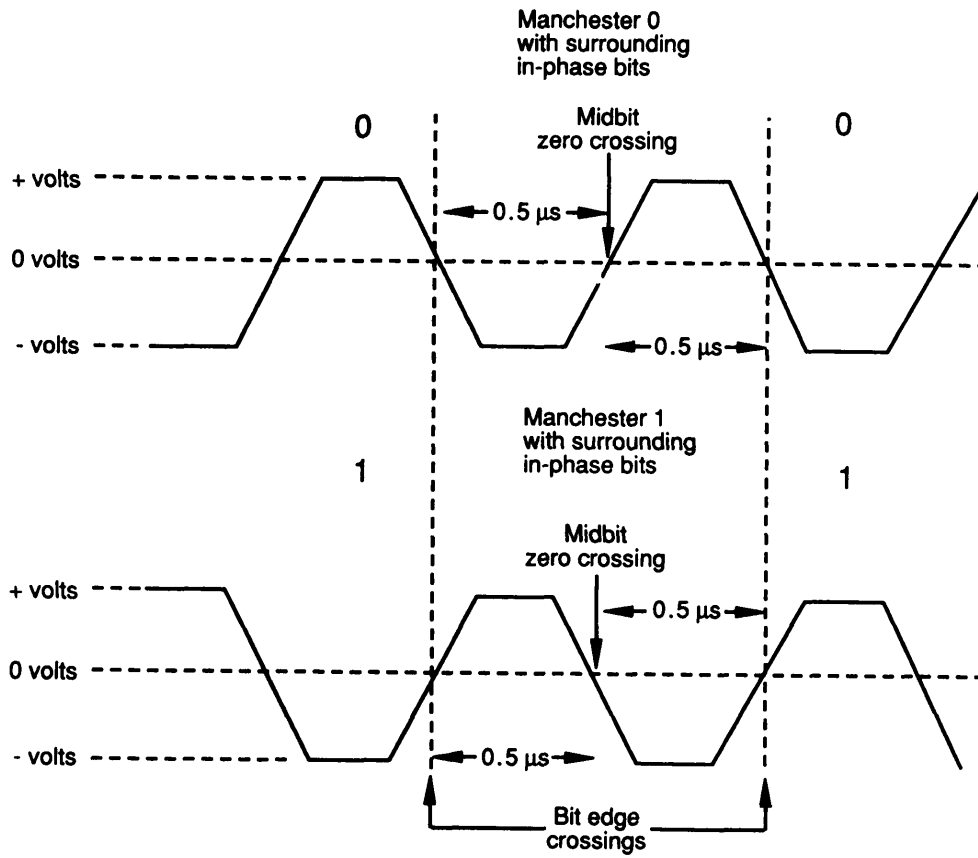 Manchester 0
with surrounding
in-phase bits
0
Midbit
zero crossing
0
+ volts
0.5 µs
0 volts
- volts
0.5 µs
Manchester 1
with surrounding
in-phase bits
1
1
Midbit
zero crossing
+ volts
0.5 µs
0 volts
- volts
0.5 µs
Bit edge
crossings